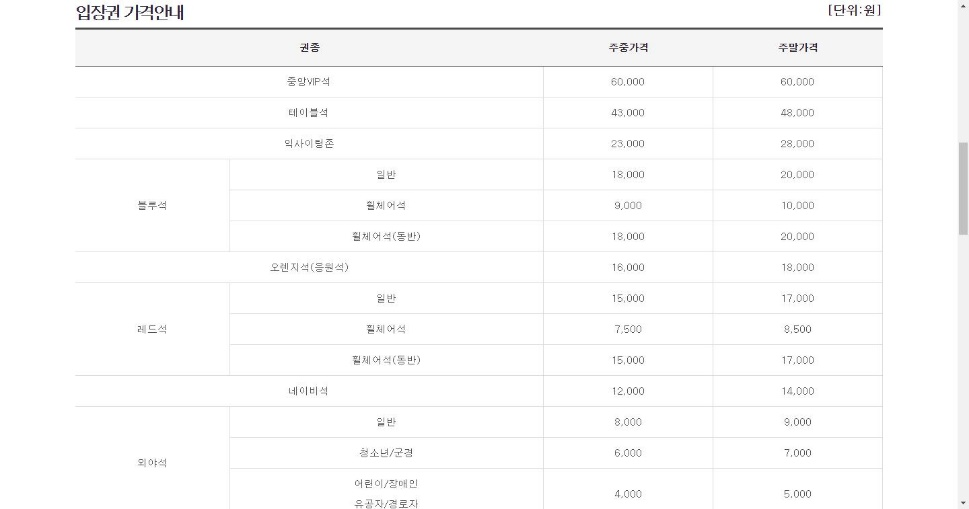 입장권 가격안내
[단위:원]
권종 주중가격 주말가격
중앙VIP석 60,000 60,000
테이블석 43,000 48,000
익사이팅존 23,000 28,000
블루석
일반 18,000 20,000
휠체어석 9,000 10,000
휠체어석(동반) 18,000 20,000
오렌지석(응원석) 16,000 18,000
레드석
일반 15,000 17,000
휠체어석 7,500 8,500
휠체어석(동반) 15,000 17,000
네이비석 12,000 14,000
외야석
일반 8,000 9,000
청소년/군경 6,000 7,000
어린이/장애인 4,000 5,000
유공자/경로자